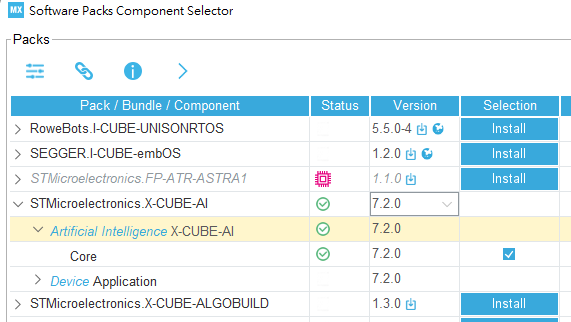 MX Software Packs Component Selector
Packs
Pack / Bundle / Component Status Version Selection
RoweBots.I-CUBE-UNISONRTOS 5.5.0-4 Install
SEGGER.I-CUBE-embOS 1.2.0 Install
STMicroelectronics.FP-ATR-ASTRA1 1.1.0 Install
STMicroelectronics.X-CUBE-AI 7.2.0
Artificial Intelligence X-CUBE-AI 7.2.0
Core 7.2.0
Device Application 7.2.0
STMicroelectronics.X-CUBE-ALGOBUILD 1.3.0 Install